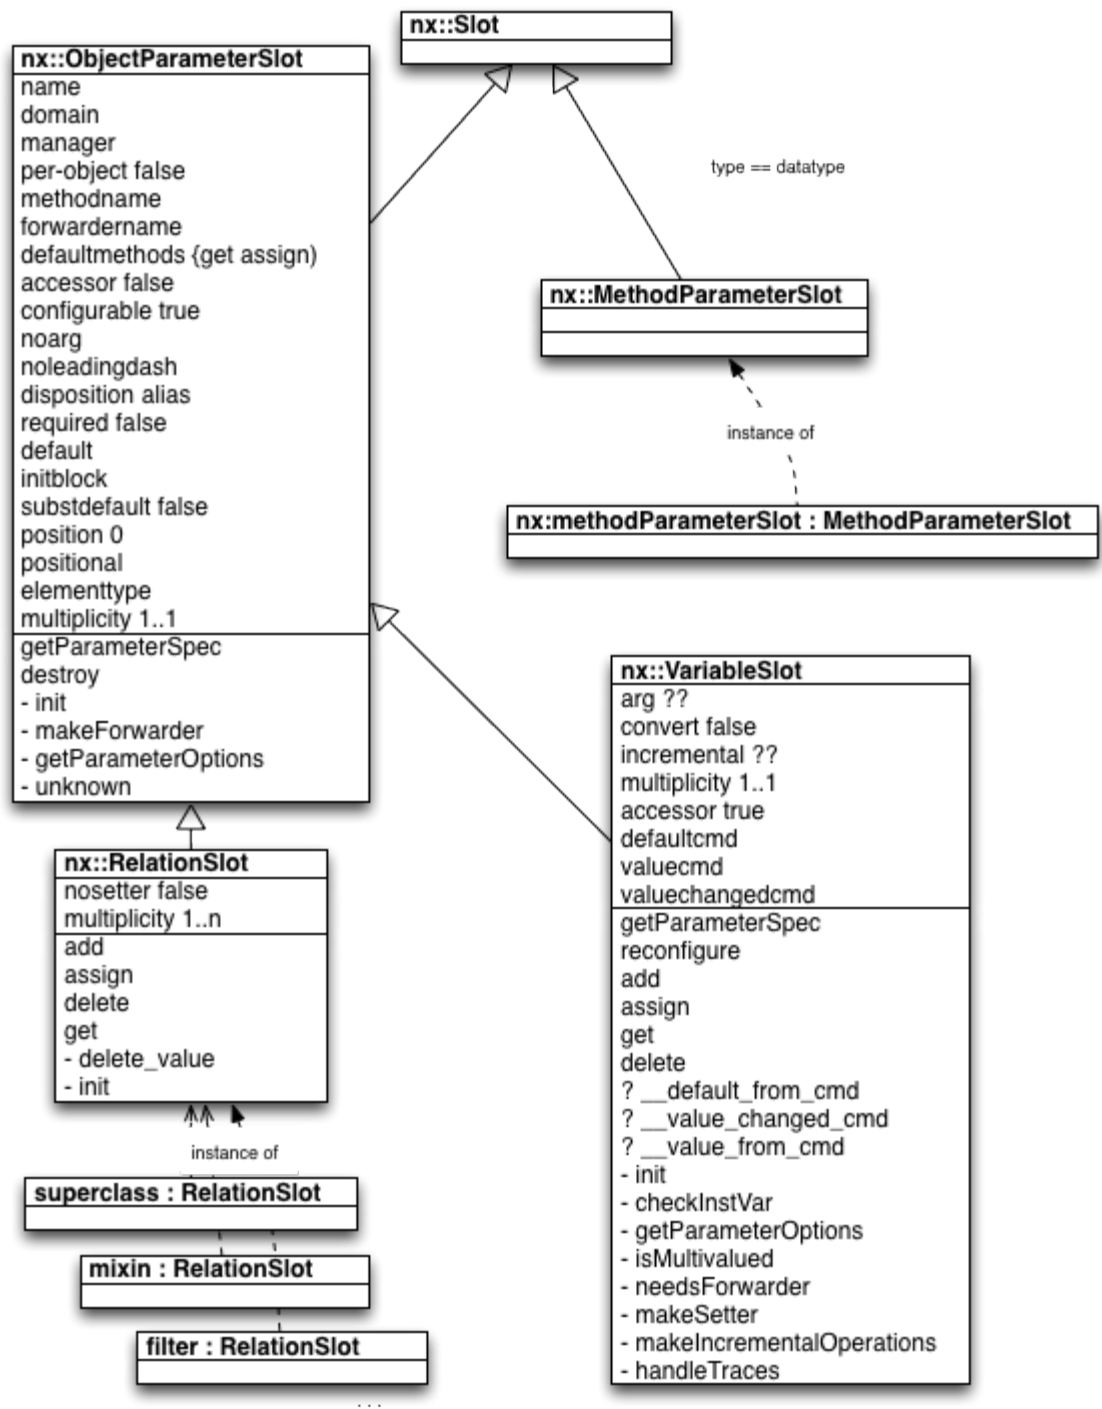 nx::Slot
nx::ObjectParameterSlot
name
domain
manager
per-object false
methodname
forwardername
defaultmethods {get assign)
accessor false
configurable true
noarg
noleadingdash
disposition alias
required false
default
initblock
substdefault false
position 0
positional
elementtype
multiplicity 1..1
getParameterSpec
destroy
- init
- makeForwarder
- getParameterOptions
- unknown
type == datatype
nx::MethodParameterSlot
instance of
nx:methodParameterSlot : MethodParameterSlot
nx::RelationSlot
nosetter false
multiplicity 1..n
add
assign
delete
get
- delete_value
- init
instance of
superclass : RelationSlot
mixin : RelationSlot
filter : RelationSlot
. . .
nx::VariableSlot
arg ??
convert false
incremental ??
multiplicity 1..1
accessor true
defaultcmd
valuecmd
valuechangedcmd
getParameterSpec
reconfigure
add
assign
get
delete
? __default_from_cmd
? __value_changed_cmd
? __value_from_cmd
- init
- checkInstVar
- getParameterOptions
- isMultivalued
- needsForwarder
- makeSetter
- makeIncrementalOperations
- handleTraces